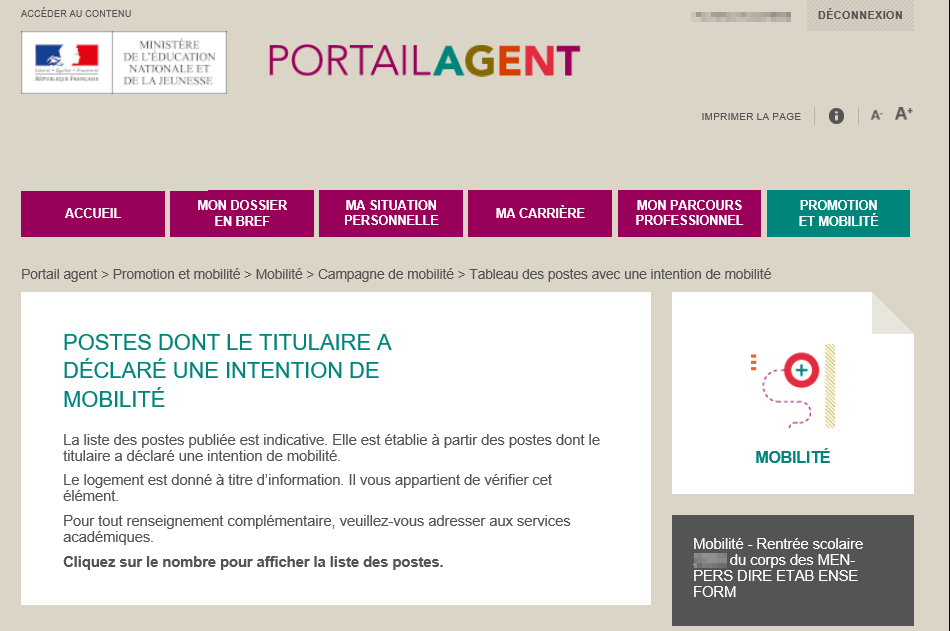 ACCÉDER AU CONTENU
DÉCONNEXION
MINISTÈRE
DE L'ÉDUCATION
NATIONALE ET
DE LA JEUNESSE
Liberté • Égalité • Fraternité
RÉPUBLIQUE FRANÇAISE
PORTAILAGENT
IMPRIMER LA PAGE
A-
A+
ACCUEIL
MON DOSSIER
EN BREF
MA SITUATION
PERSONNELLE
MA CARRIÈRE
MON PARCOURS
PROFESSIONNEL
PROMOTION
ET MOBILITÉ
Portail agent > Promotion et mobilité > Mobilité > Campagne de mobilité > Tableau des postes avec une intention de mobilité
POSTES DONT LE TITULAIRE A
DÉCLARÉ UNE INTENTION DE
MOBILITÉ
La liste des postes publiée est indicative. Elle est établie à partir des postes dont le
titulaire a déclaré une intention de mobilité.
Le logement est donné à titre d'information. Il vous appartient de vérifier cet
élément.
Pour tout renseignement complémentaire, veuillez-vous adresser aux services
académiques.
Cliquez sur le nombre pour afficher la liste des postes.
MOBILITÉ
Mobilité - Rentrée scolaire
du corps des MEN-
PERS DIRE ETAB ENSE
FORM